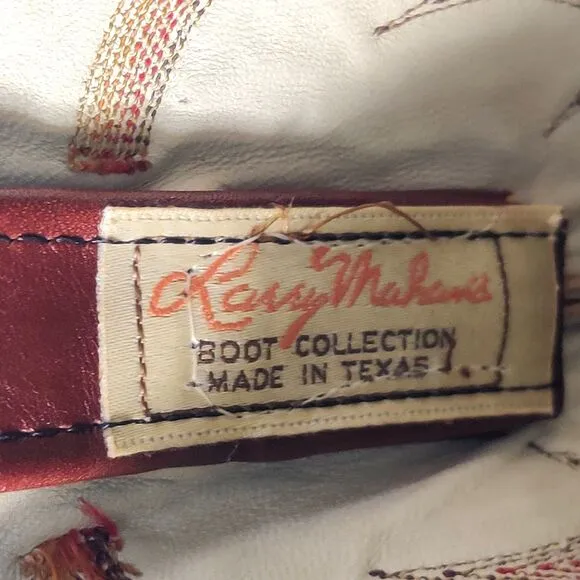 Larry Mahan's
BOOT COLLECTION
MADE IN TEXAS